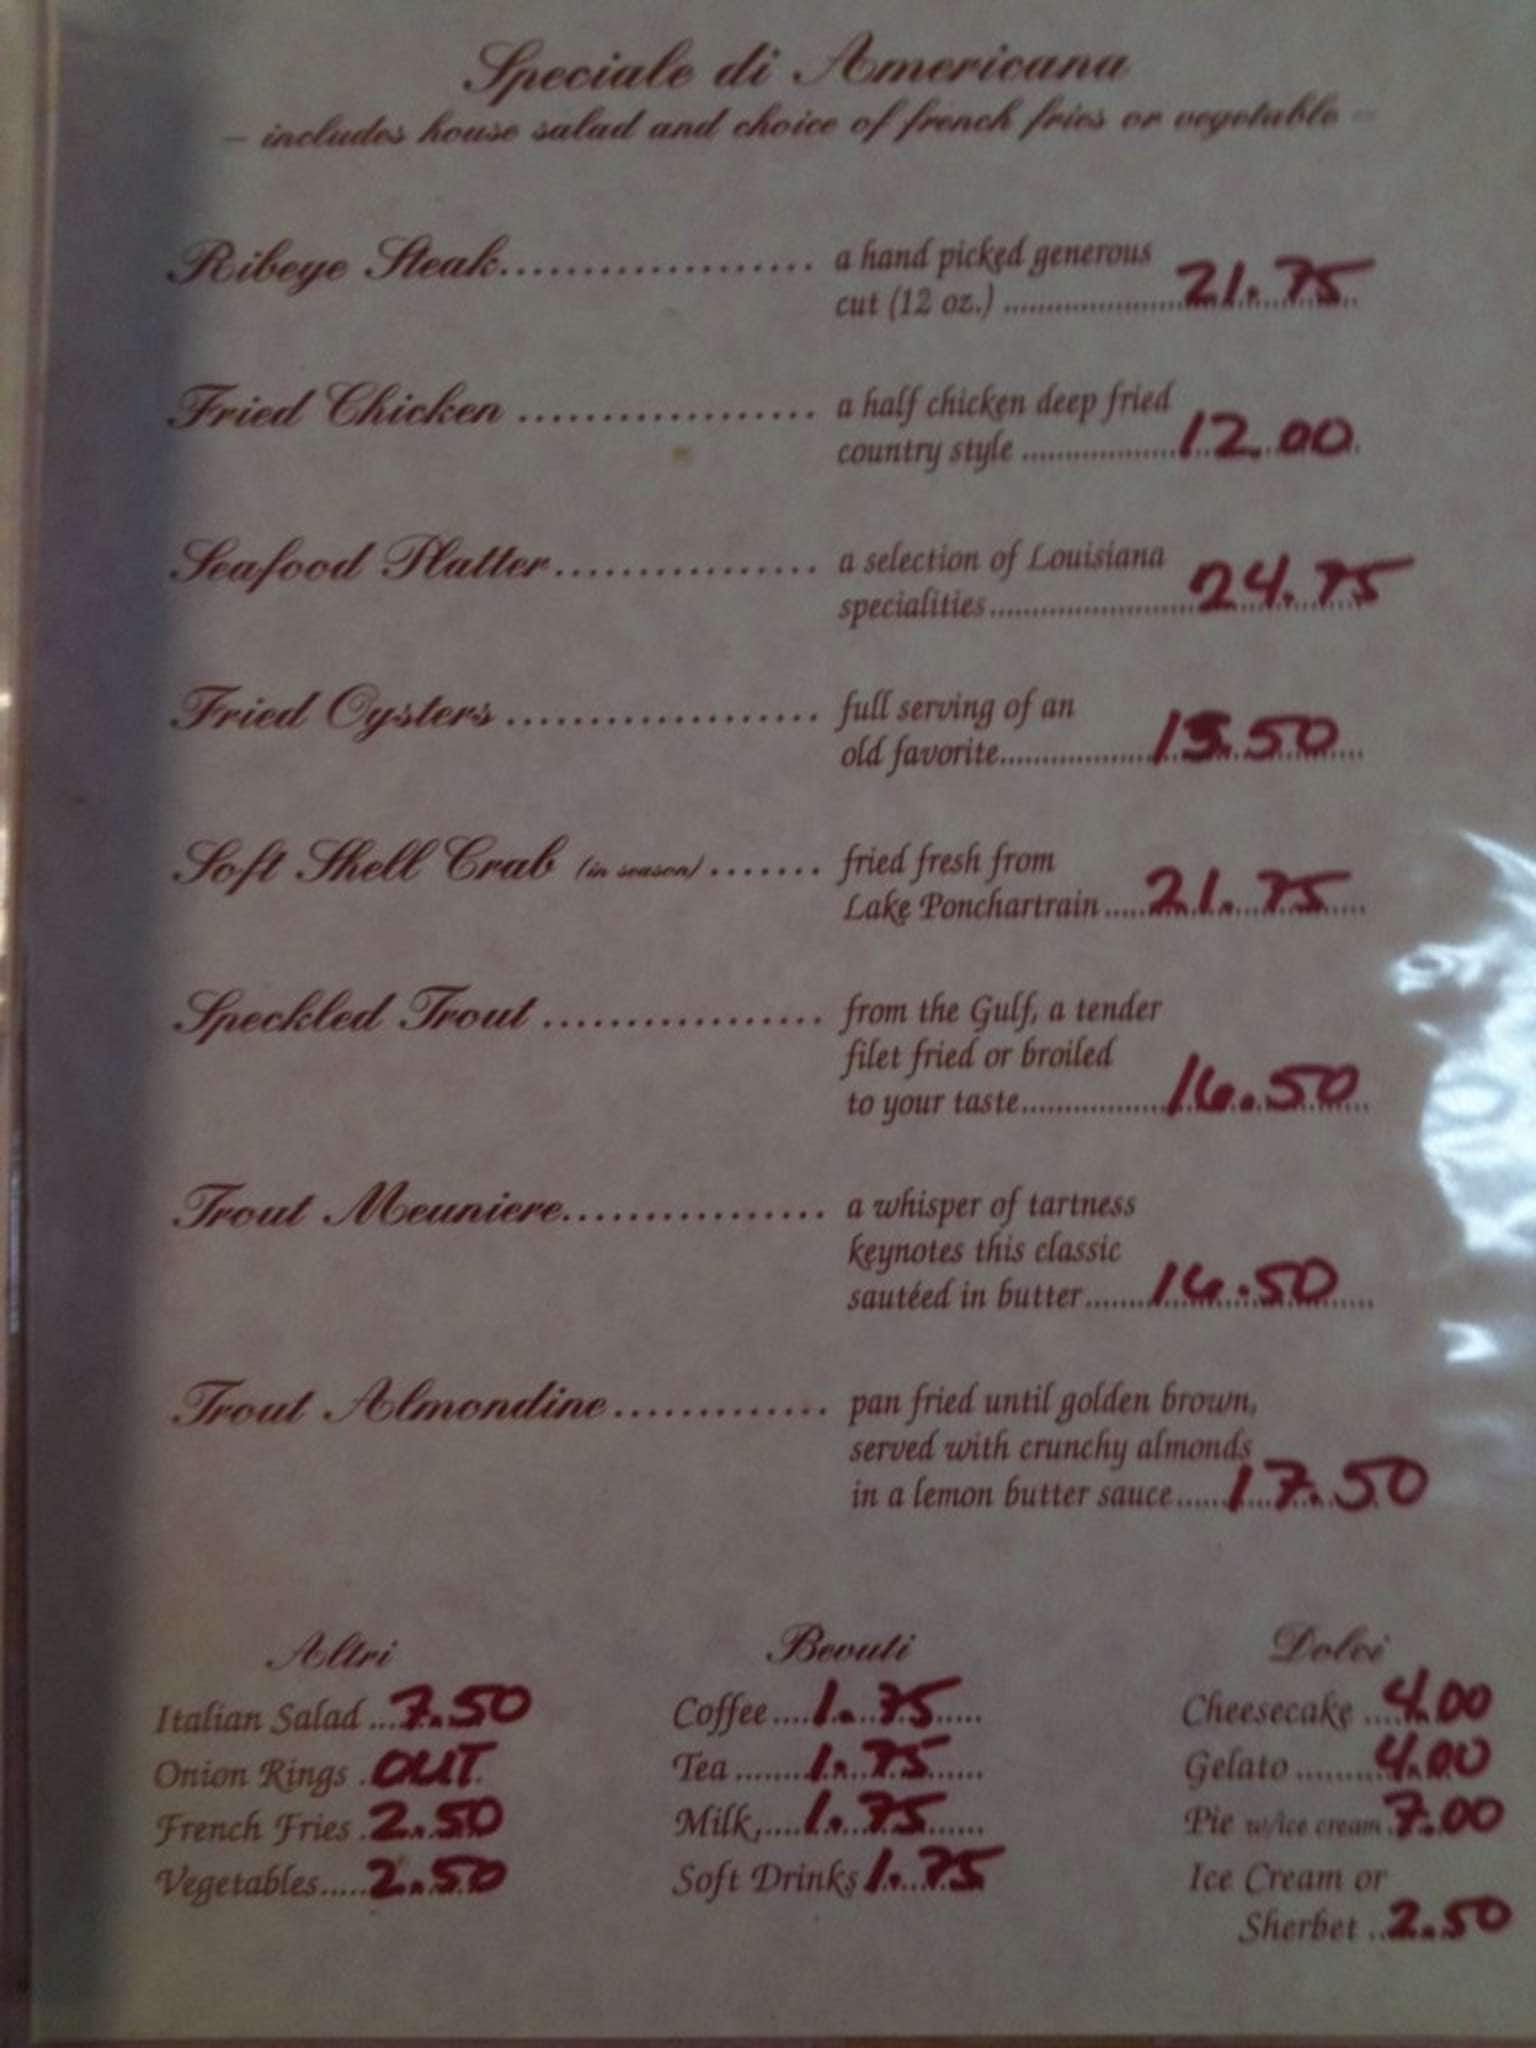 Speciale di Americana
– includes house salad and choice of french fries or vegetable –
Ribeye Steak................... a hand picked generous
cut (12 oz.) ..................... 21.75
Fried Chicken .................. a half chicken deep fried
country style .................. 12.00
Seafood Platter................ a selection of Louisiana
specialities........................ 24.75
Fried Oysters ................... full serving of an
old favorite.................. 15.50
Soft Shell Crab (in season) ....... fried fresh from
Lake Ponchartrain ..... 21.75
Speckled Trout ................. from the Gulf, a tender
filet fried or broiled
to your taste................. 16.50
Trout Meuniere................ a whisper of tartness
keynotes this classic
sautéed in butter....... 16.50
Trout Almondine............. pan fried until golden brown,
served with crunchy almonds
in a lemon butter sauce...... 17.50
Altri
Italian Salad ... 7.50
Onion Rings . OUT
French Fries . 2.50
Vegetables..... 2.50
Bevuti
Coffee.... 1.75
Tea ....... 1.75
Milk..... 1.75
Soft Drinks 1.75
Dolci
Cheesecake .... 4.00
Gelato ......... 4.00
Pie w/ice cream 7.00
Ice Cream or
Sherbet .. 2.50